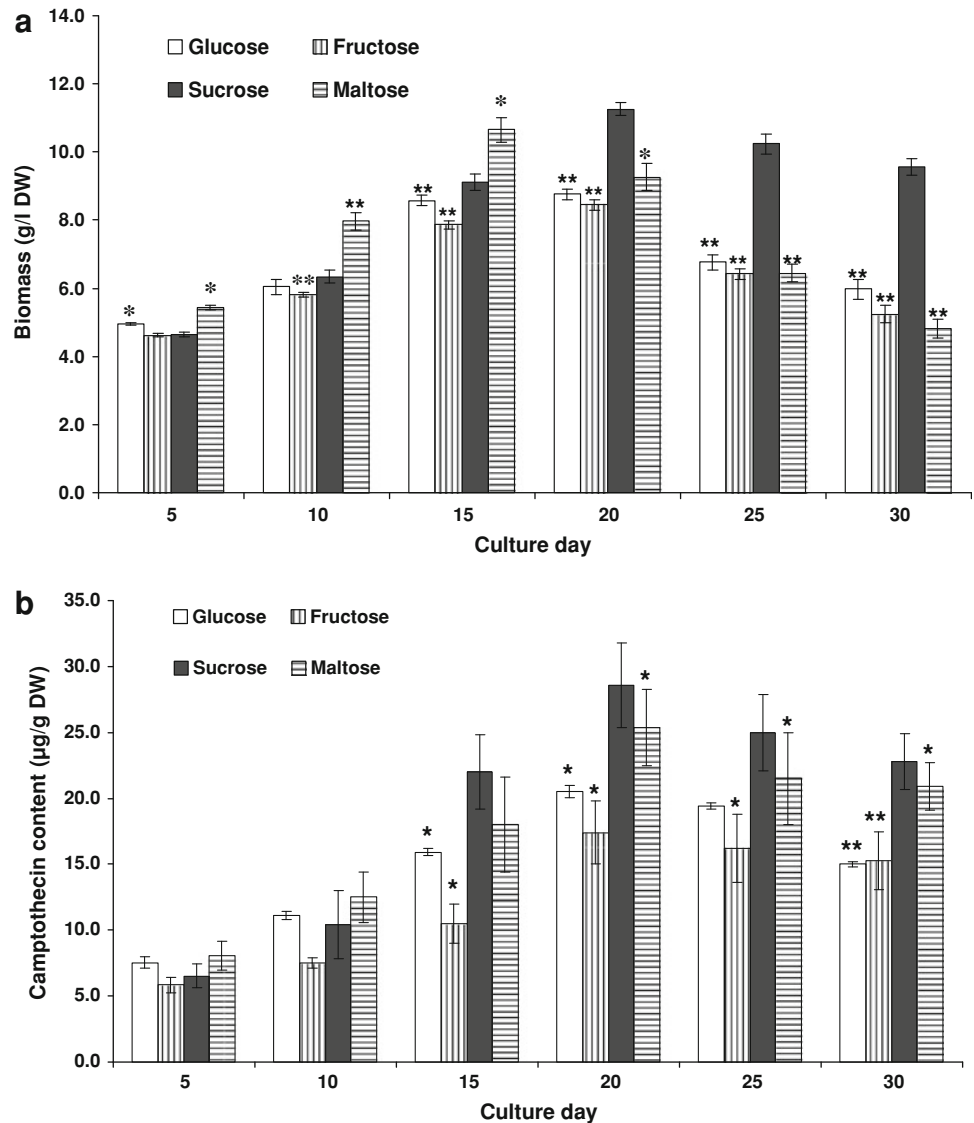 a
14.0
12.0
10.0
8.0
6.0
4.0
2.0
0.0
Biomass (g/l DW)
Glucose Fructose
Sucrose Maltose
* *
** **
** ** *
** ** *
** ** **
** ** **
5 10 15 20 25 30
Culture day
b
35.0
30.0
25.0
20.0
15.0
10.0
5.0
0.0
Camptothecin content (µg/g DW)
Glucose Fructose
Sucrose Maltose
* *
* * *
* *
** ** *
5 10 15 20 25 30
Culture day